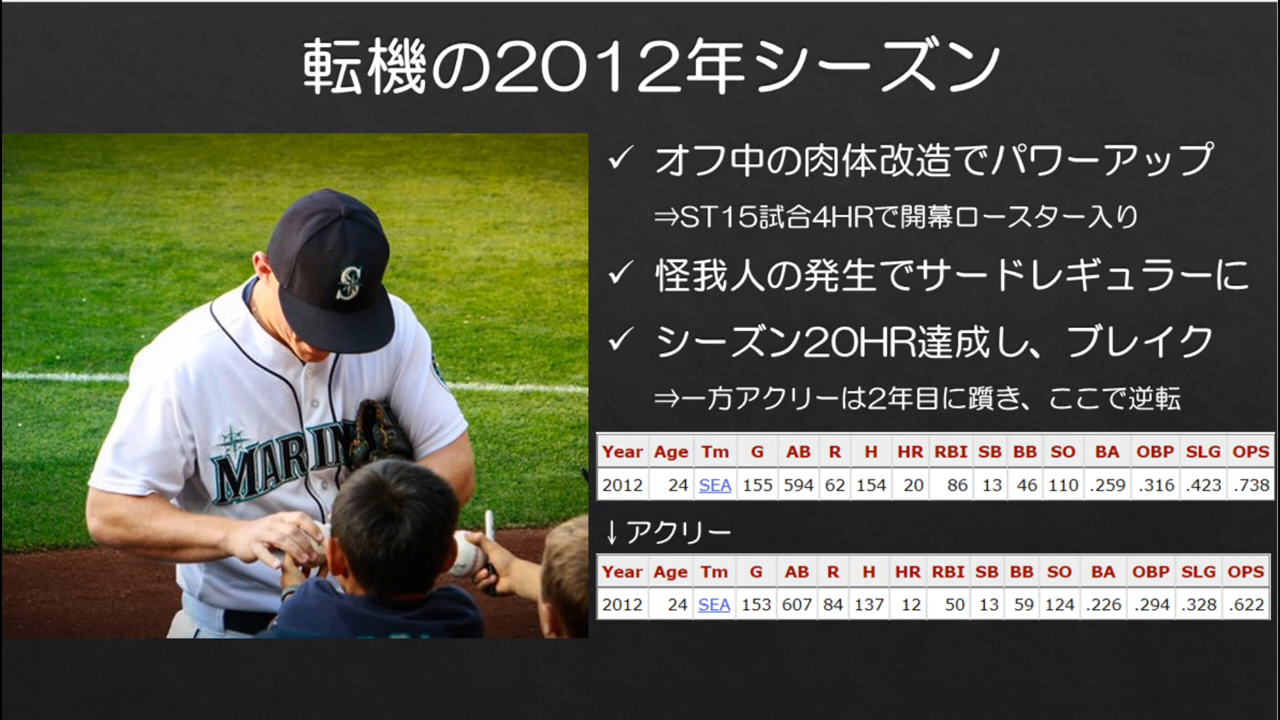 転機の2012年シーズン
✓ オフ中の肉体改造でパワーアップ
⇒ST15試合4HRで開幕ロースター入り
✓ 怪我人の発生でサードレギュラーに
✓ シーズン20HR達成し、ブレイク
⇒一方アクリーは2年目に躓き、ここで逆転
Year Age Tm G AB R H HR RBI SB BB SO BA OBP SLG OPS
2012 24 SEA 155 594 62 154 20 86 13 46 110 .259 .316 .423 .738
↓アクリー
Year Age Tm G AB R H HR RBI SB BB SO BA OBP SLG OPS
2012 24 SEA 153 607 84 137 12 50 13 59 124 .226 .294 .328 .622
S
MARIN